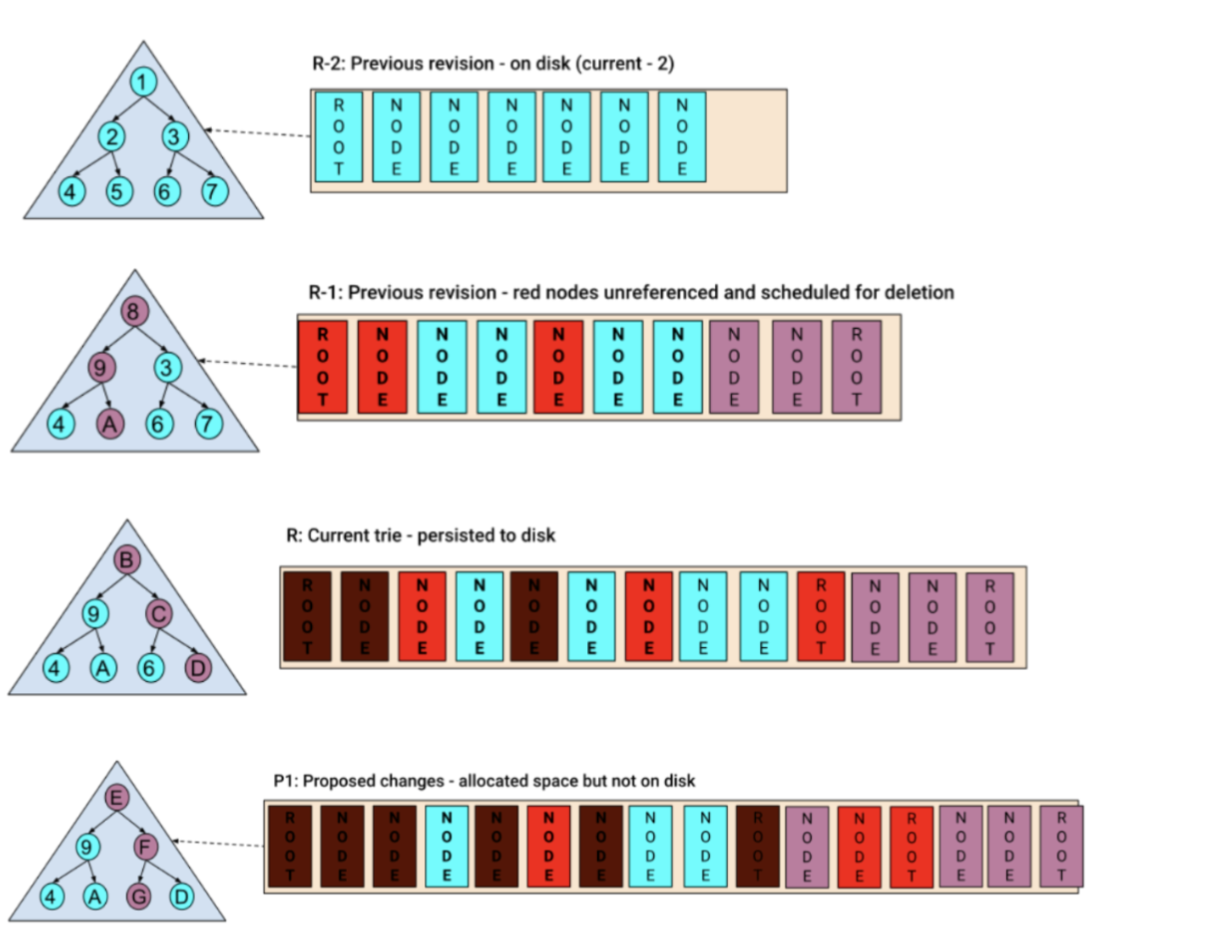 R-2: Previous revision - on disk (current - 2)
1
2 3
4 5 6 7
ROOT NODE NODE NODE NODE NODE NODE
R-1: Previous revision - red nodes unreferenced and scheduled for deletion
8
9 3
4 A 6 7
ROOT NODE NODE NODE NODE NODE NODE NODE NODE ROOT
R: Current trie - persisted to disk
B
9 C
4 A 6 D
ROOT NODE NODE NODE NODE NODE NODE NODE NODE ROOT NODE NODE ROOT
P1: Proposed changes - allocated space but not on disk
E
9 F
4 A G D
ROOT NODE NODE NODE NODE NODE NODE NODE NODE ROOT NODE NODE ROOT NODE NODE ROOT